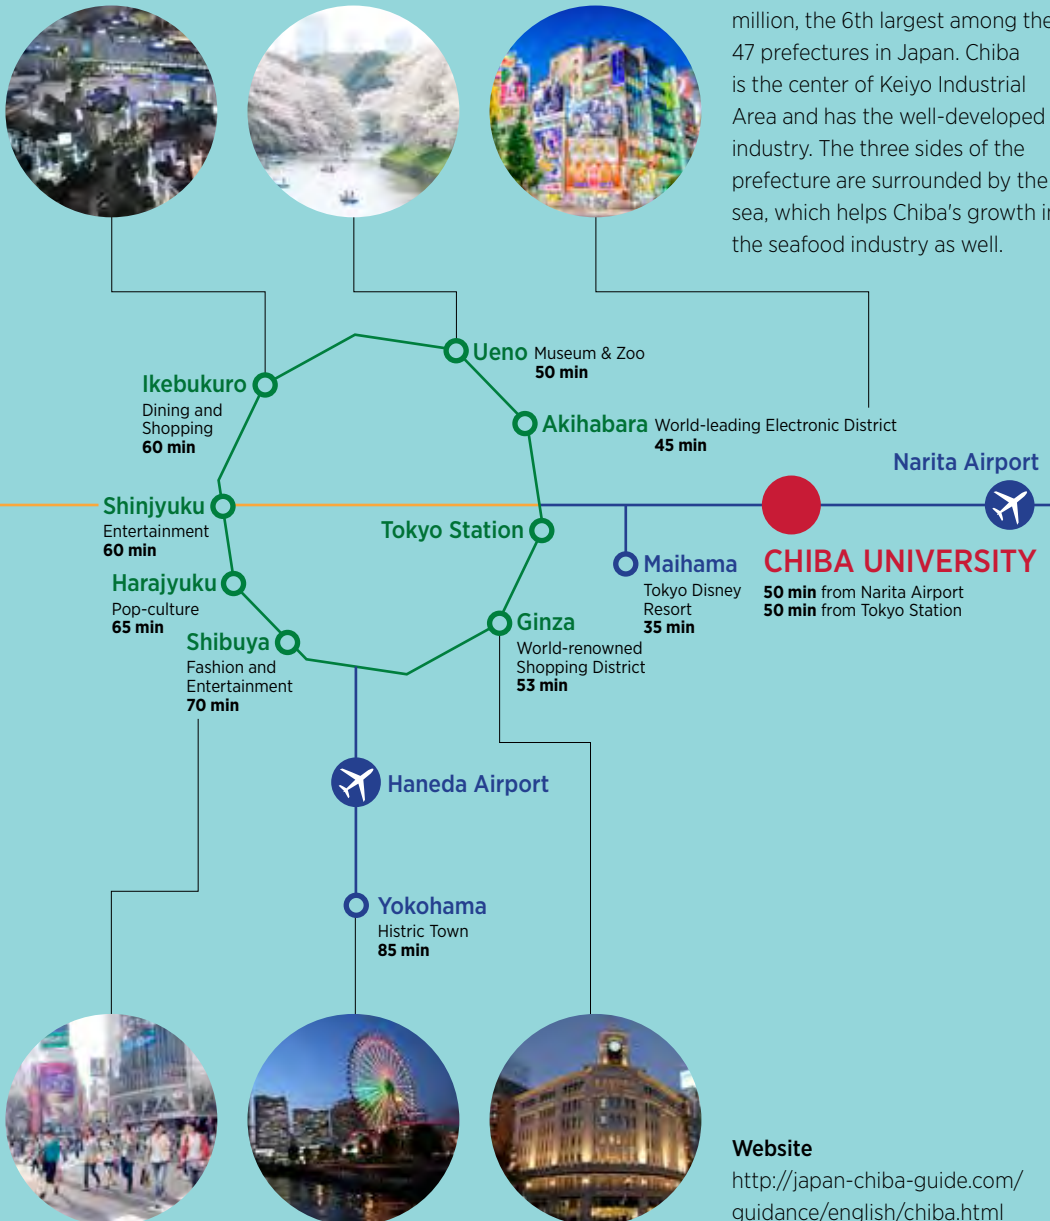 million, the 6th largest among the
47 prefectures in Japan. Chiba
is the center of Keiyo Industrial
Area and has the well-developed
industry. The three sides of the
prefecture are surrounded by the
sea, which helps Chiba's growth in
the seafood industry as well.
Ueno Museum & Zoo
50 min
Ikebukuro
Dining and
Shopping
60 min
Akihabara World-leading Electronic District
45 min
Narita Airport
Shinjyuku
Entertainment
60 min
Tokyo Station
Maihama
Tokyo Disney
Resort
35 min
CHIBA UNIVERSITY
50 min from Narita Airport
50 min from Tokyo Station
Harajyuku
Pop-culture
65 min
Shibuya
Fashion and
Entertainment
70 min
Ginza
World-renowned
Shopping District
53 min
Haneda Airport
Yokohama
Histric Town
85 min
Website
http://japan-chiba-guide.com/
guidance/english/chiba.html